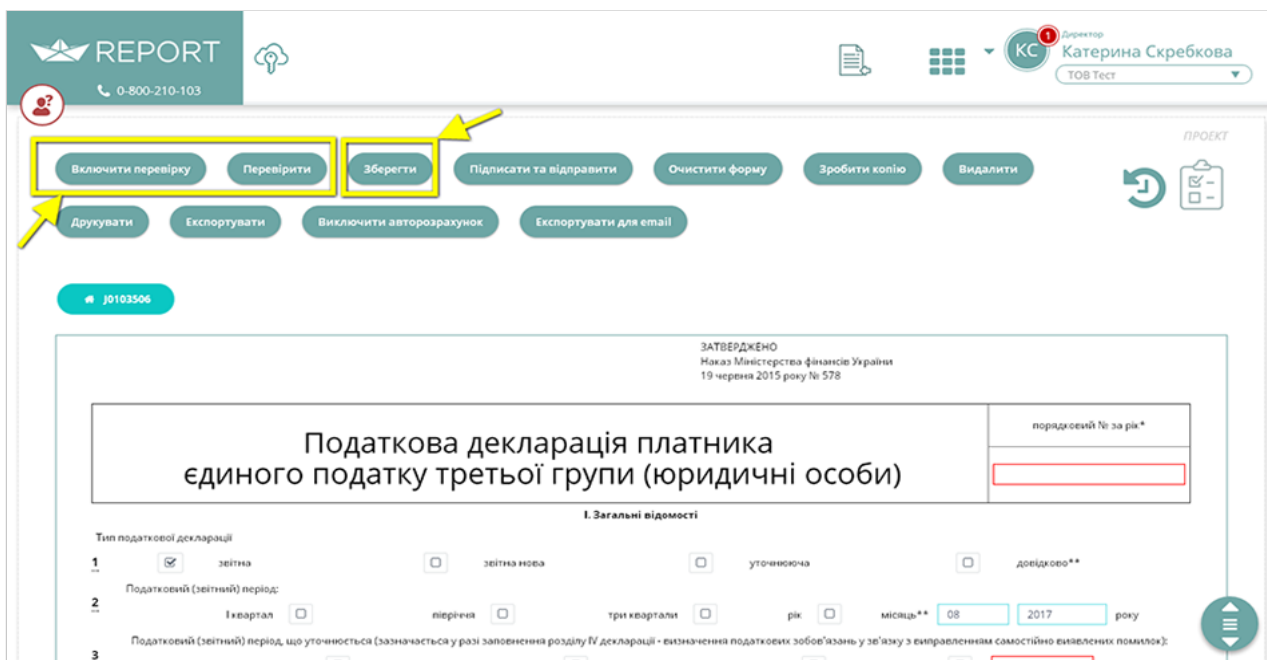 REPORT
0-800-210-103
1
КС
Директор
Катерина Скребкова
ТОВ Тест
?
ПРОЕКТ
Включити перевірку Перевірити Зберегти Підписати та відправити Очистити форму Зробити копію Видалити
Друкувати Експортувати Виключити авторозрахунок Експортувати для email
J0103506
ЗАТВЕРДЖЕНО
Наказ Міністерства фінансів України
19 червня 2015 року № 578
Податкова декларація платника
єдиного податку третьої групи (юридичні особи)
порядковий № за рік*
І. Загальні відомості
Тип податкової декларації
1 звітна звітна нова уточнююча довідково**
Податковий (звітний) період:
2 І квартал півріччя три квартали рік місяць** 08 2017 року
Податковий (звітний) період, що уточнюється (зазначається у разі заповнення розділу IV декларації - визначення податкових зобов'язань у зв'язку з виправленням самостійно виявлених помилок):
3